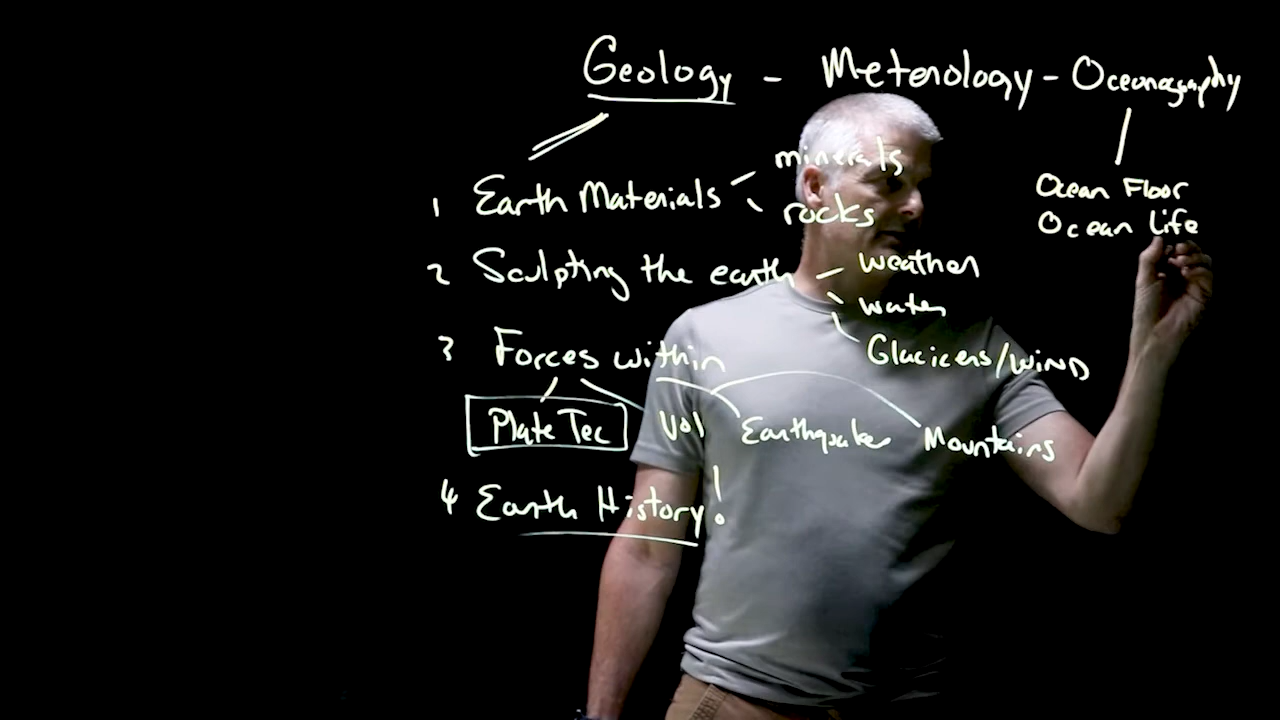 Geology - Meterology - Oceanography
1 Earth Materials minerals
rocks
Ocean Floor
Ocean Life
2 Sculpting the earth weather
water
Glaciers/WIND
3 Forces within
Plate Tec Vol Earthquakes Mountains
4 Earth History!